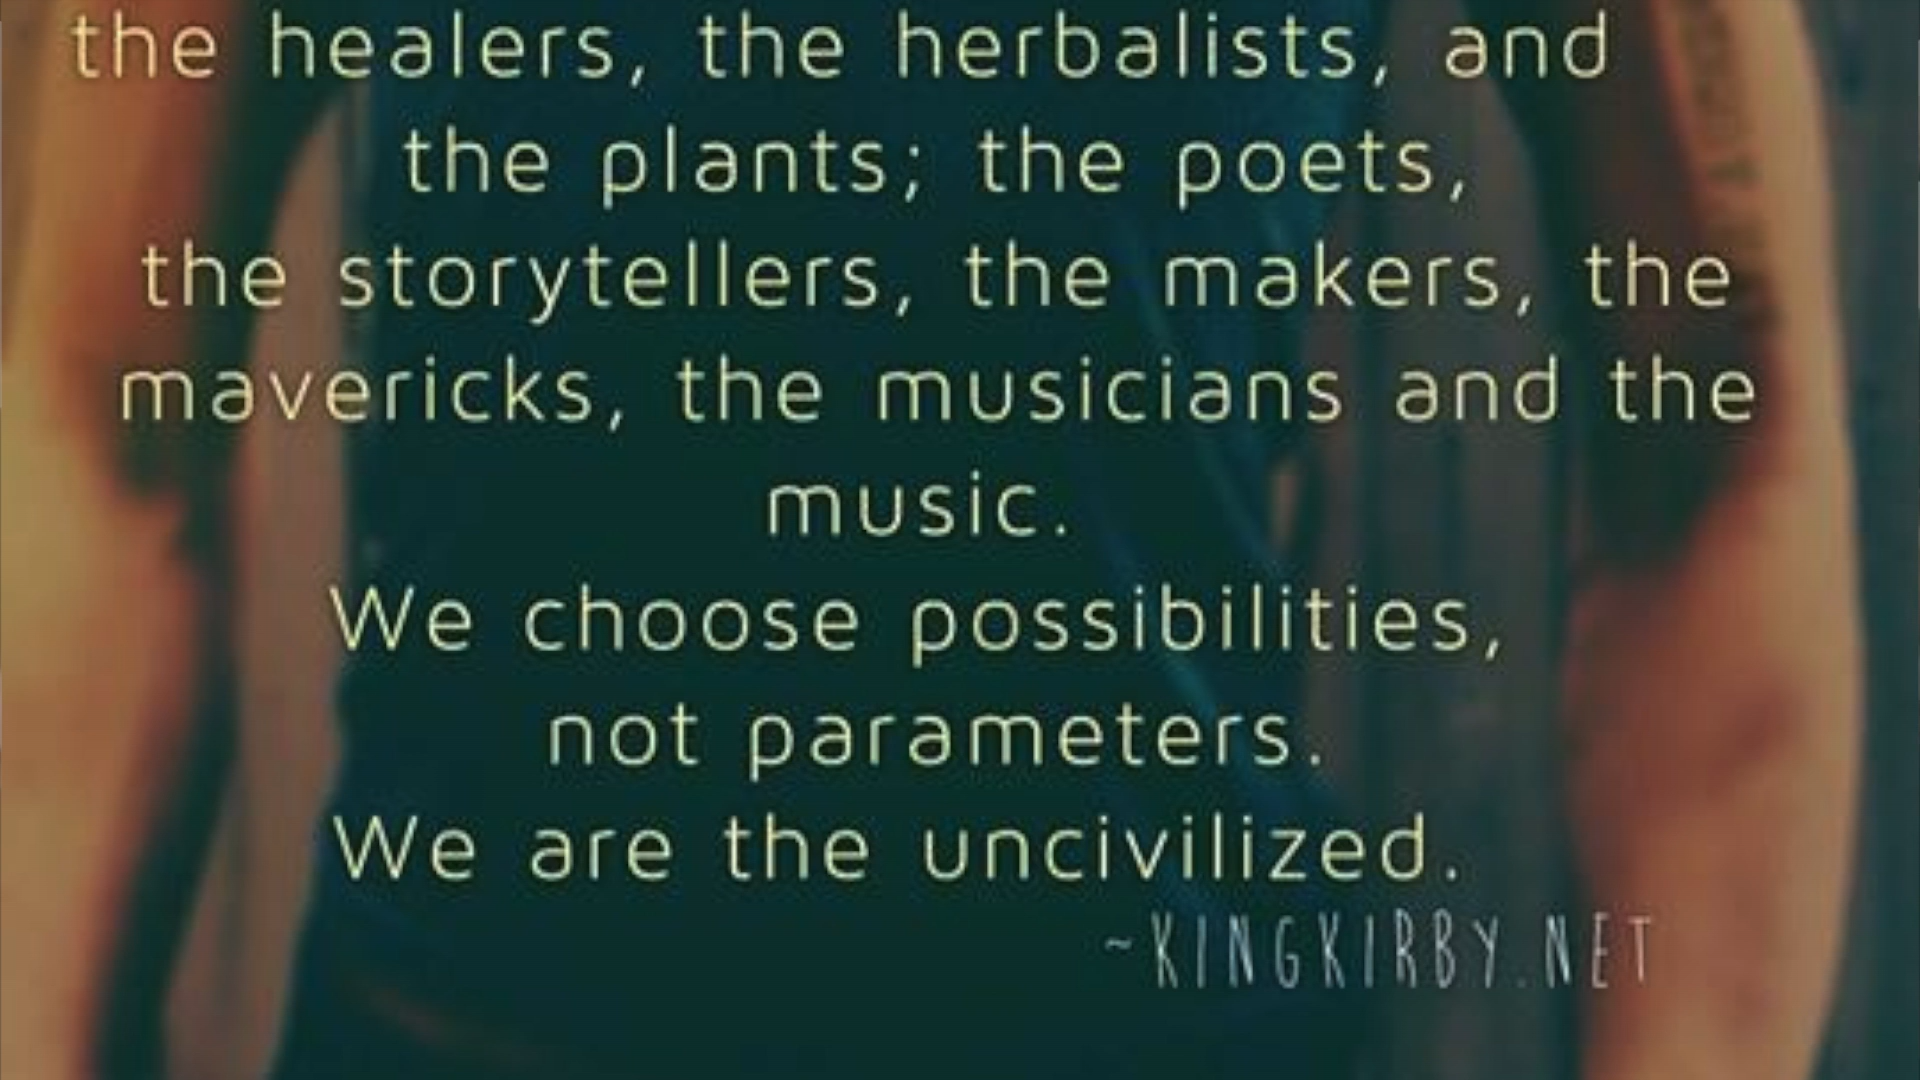 the healers, the herbalists, and
the plants; the poets,
the storytellers, the makers, the
mavericks, the musicians and the
music.
We choose possibilities,
not parameters.
We are the uncivilized.
~KINGKIRBY.NET